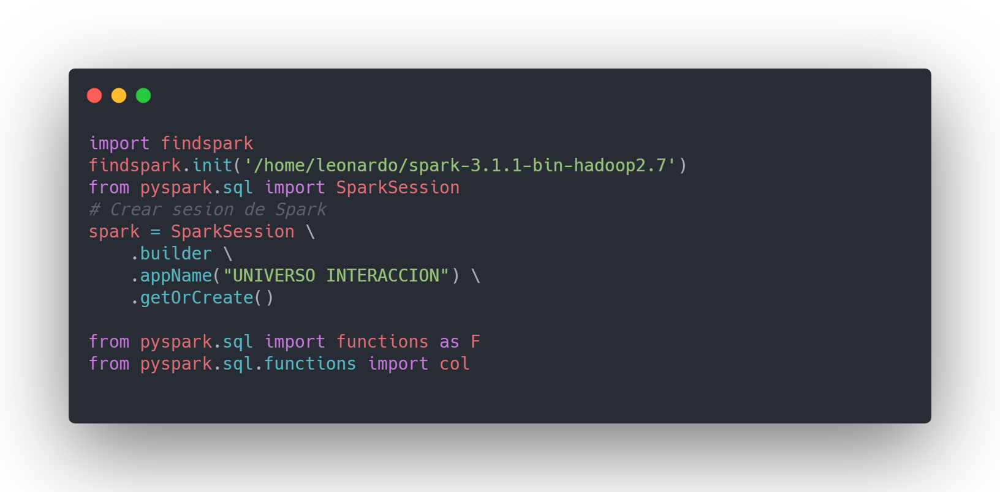 import findspark
findspark.init('/home/leonardo/spark-3.1.1-bin-hadoop2.7')
from pyspark.sql import SparkSession
# Crear sesion de Spark
spark = SparkSession \
    .builder \
    .appName("UNIVERSO INTERACCION") \
    .getOrCreate()

from pyspark.sql import functions as F
from pyspark.sql.functions import col